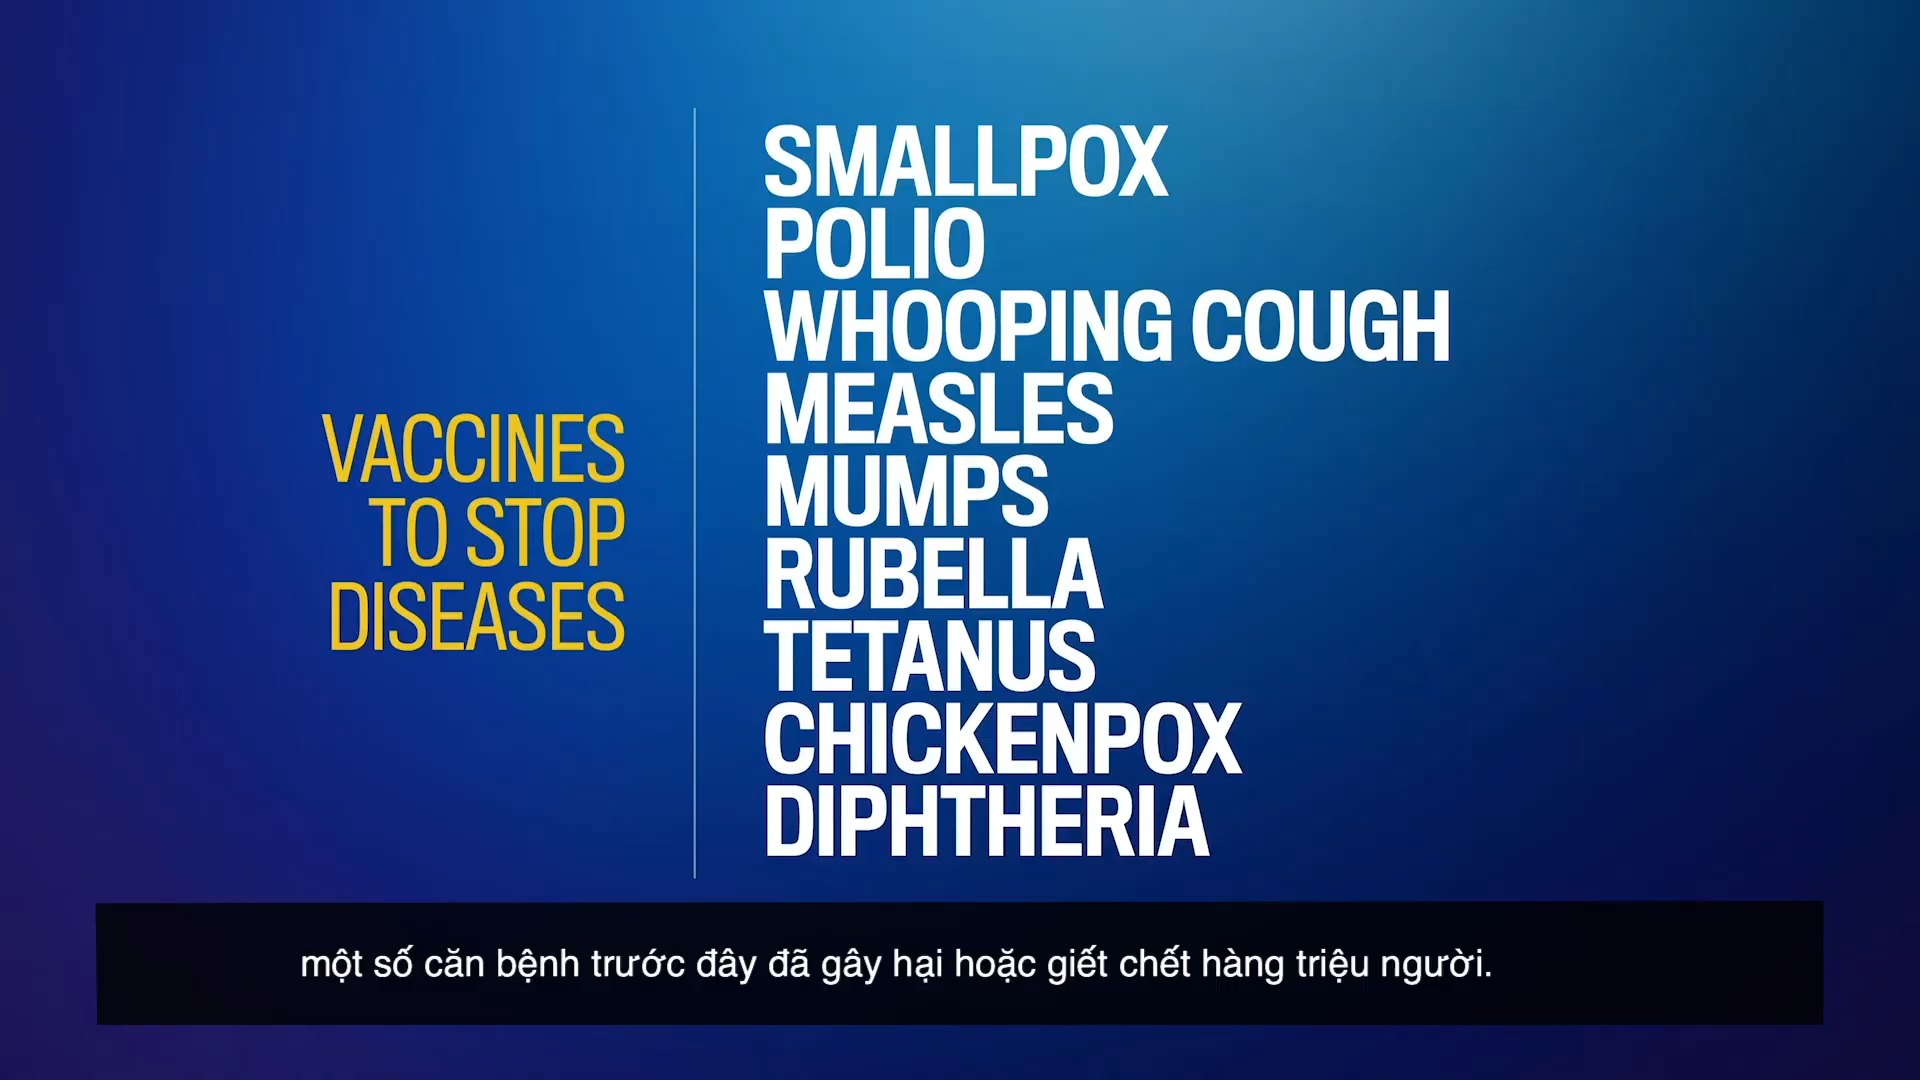 VACCINES
TO STOP
DISEASES
SMALLPOX
POLIO
WHOOPING COUGH
MEASLES
MUMPS
RUBELLA
TETANUS
CHICKENPOX
DIPHTHERIA
một số căn bệnh trước đây đã gây hại hoặc giết chết hàng triệu người.